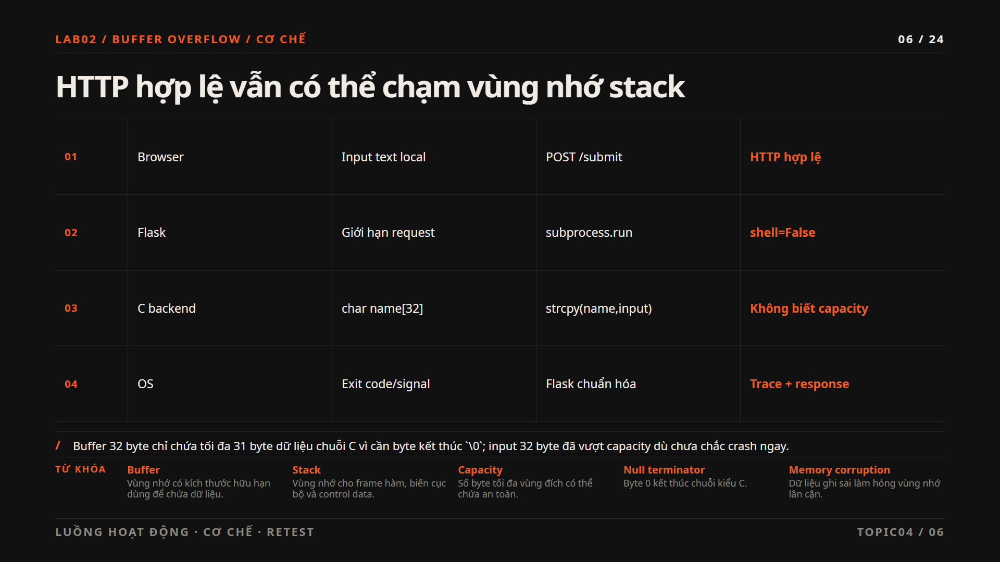 LAB02 / BUFFER OVERFLOW / CƠ CHẾ
06 / 24
HTTP hợp lệ vẫn có thể chạm vùng nhớ stack
01 Browser Input text local POST /submit HTTP hợp lệ
02 Flask Giới hạn request subprocess.run shell=False
03 C backend char name[32] strcpy(name,input) Không biết capacity
04 OS Exit code/signal Flask chuẩn hóa Trace + response
/ Buffer 32 byte chỉ chứa tối đa 31 byte dữ liệu chuỗi C vì cần byte kết thúc `\0`; input 32 byte đã vượt capacity dù chưa chắc crash ngay.
TỪ KHÓA
Buffer
Vùng nhớ có kích thước hữu hạn
dùng để chứa dữ liệu.
Stack
Vùng nhớ cho frame hàm, biến cục
bộ và control data.
Capacity
Số byte tối đa vùng đích có thể
chứa an toàn.
Null terminator
Byte 0 kết thúc chuỗi kiểu C.
Memory corruption
Dữ liệu ghi sai làm hỏng vùng nhớ
lân cận.
LUỒNG HOẠT ĐỘNG · CƠ CHẾ · RETEST
TOPIC04 / 06